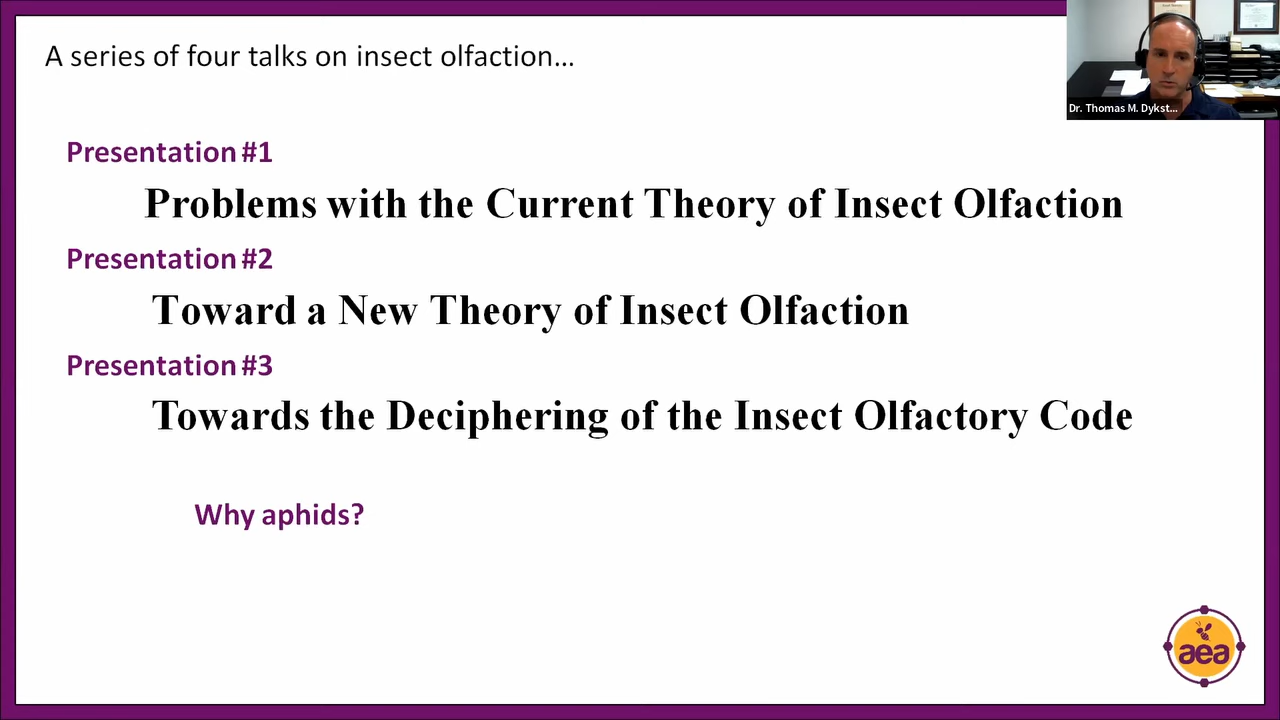 A series of four talks on insect olfaction...
Dr. Thomas M. Dykst...
Presentation #1
Problems with the Current Theory of Insect Olfaction
Presentation #2
Toward a New Theory of Insect Olfaction
Presentation #3
Towards the Deciphering of the Insect Olfactory Code
Why aphids?
aea